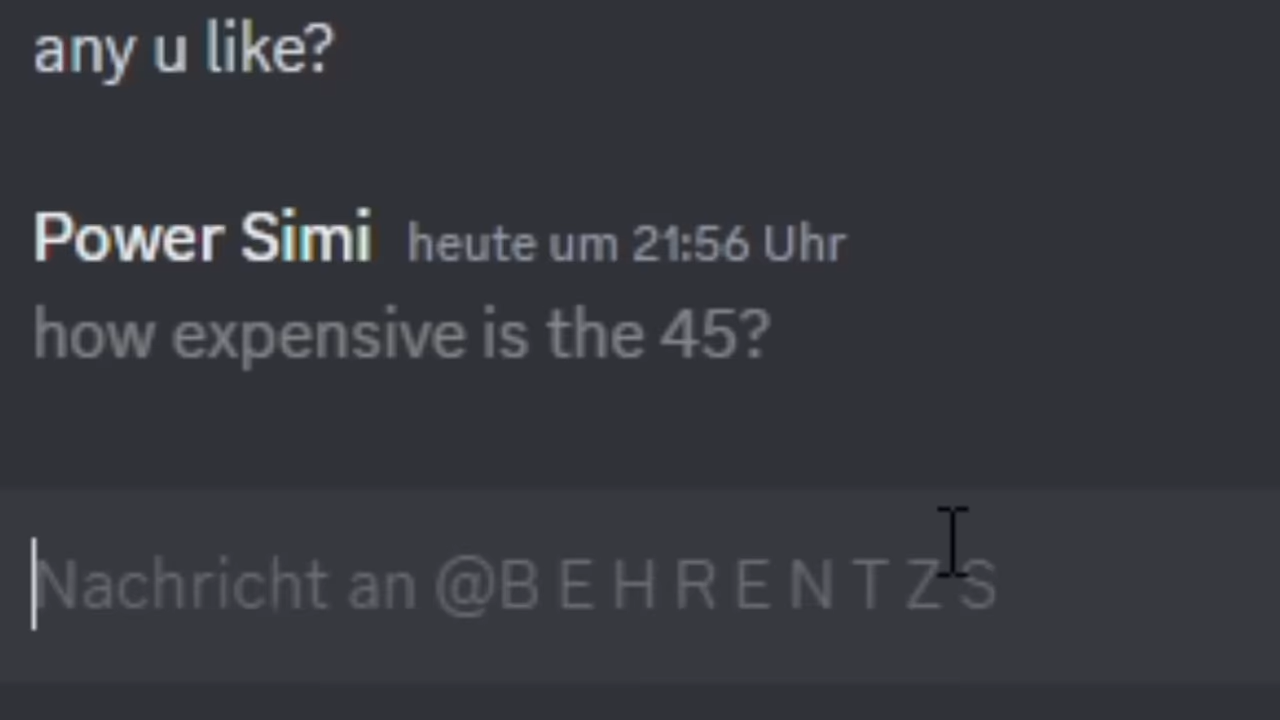 any u like?
Power Simi heute um 21:56 Uhr
how expensive is the 45?
Nachricht an @B E H R E N T Z S